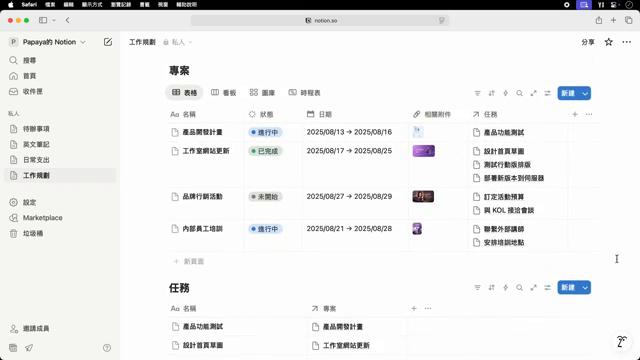 Safari 檔案 編輯 顯示方式 瀏覽記錄 書籤 視窗 輔助說明
notion.so
P Papaya的 Notion
工作規劃 私人
分享
搜尋
首頁
收件匣
私人
待辦事項
英文筆記
日常支出
工作規劃
設定
Marketplace
垃圾桶
邀請成員
專案
表格 看板 圖庫 時程表
新建
Aa 名稱 狀態 日期 相關附件 任務
產品開發計畫 進行中 2025/08/13 → 2025/08/16 產品功能測試
工作室網站更新 已完成 2025/08/17 → 2025/08/25 設計首頁草圖
測試行動版排版
部署新版本到伺服器
品牌行銷活動 未開始 2025/08/27 → 2025/08/29 訂定活動預算
與 KOL 接洽會談
內部員工培訓 進行中 2025/08/21 → 2025/08/28 聯繫外部講師
安排培訓地點
+ 新頁面
任務
新建
Aa 名稱 專案
產品功能測試 產品開發計畫
設計首頁草圖 工作室網站更新